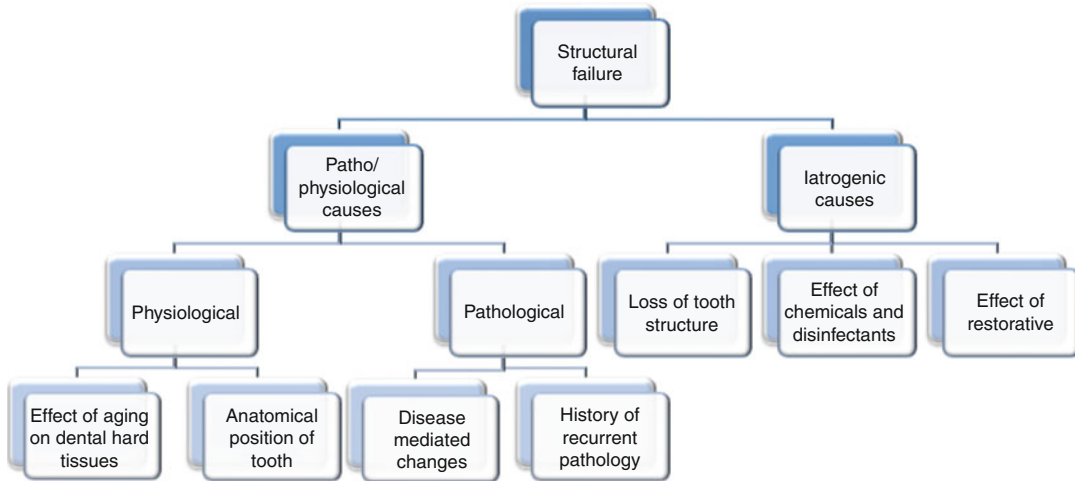 Structural
failure
Patho/
physiological
causes
Iatrogenic
causes
Physiological
Pathological
Loss of tooth
structure
Effect of
chemicals and
disinfectants
Effect of
restorative
Effect of aging
on dental hard
tissues
Anatomical
position of
tooth
Disease
mediated
changes
History of
recurrent
pathology